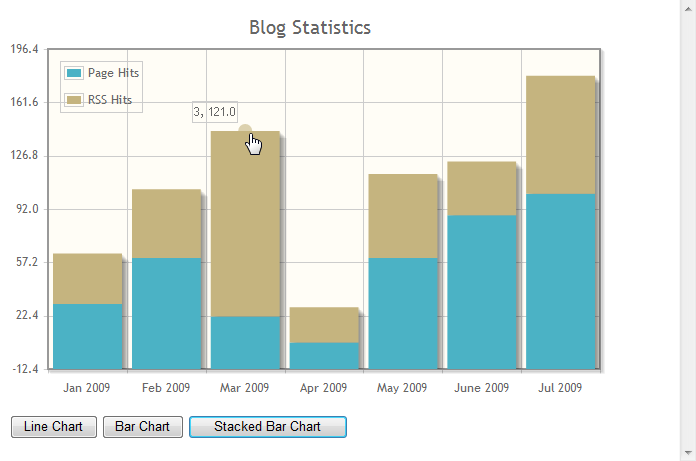 Blog Statistics
196.4
Page Hits
161.6
RSS Hits
3, 121.0
126.8
92.0
57.2
22.4
-12.4
Jan 2009 Feb 2009 Mar 2009 Apr 2009 May 2009 June 2009 Jul 2009
Line Chart Bar Chart Stacked Bar Chart